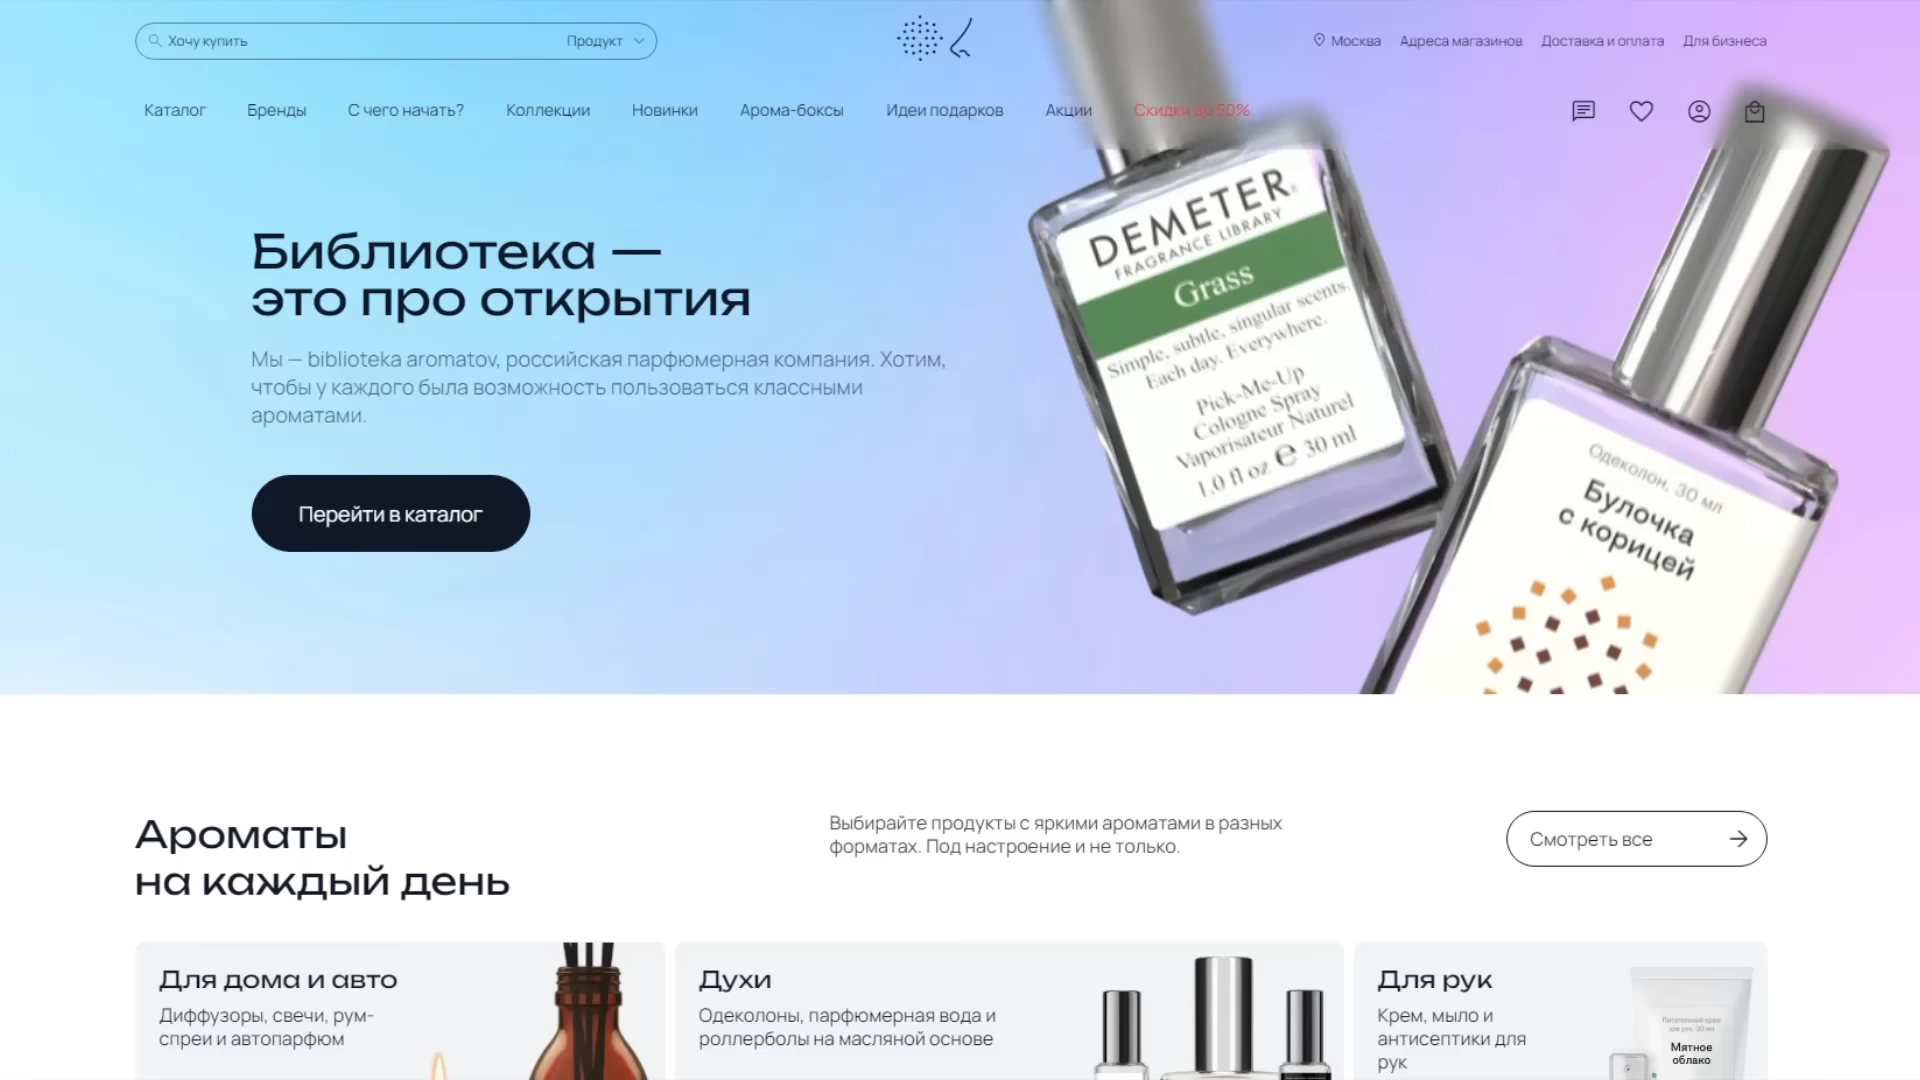 Хочу купить
Продукт
Москва
Адреса магазинов
Доставка и оплата
Для бизнеса
Каталог
Бренды
С чего начать?
Коллекции
Новинки
Арома-боксы
Идеи подарков
Акции
Скидки до 50%
Библиотека —
это про открытия
Мы — biblioteka aromatov, российская парфюмерная компания. Хотим,
чтобы у каждого была возможность пользоваться классными
ароматами.
Перейти в каталог
DEMETER®
FRAGRANCE LIBRARY
Grass
Simple, subtle, singular scents.
Each day. Everywhere.
Pick-Me-Up
Cologne Spray
Vaporisateur Naturel
1.0 fl oz ℮ 30 ml
Одеколон, 30 мл
Булочка
с корицей
Ароматы
на каждый день
Выбирайте продукты с яркими ароматами в разных
форматах. Под настроение и не только.
Смотреть все
Для дома и авто
Диффузоры, свечи, рум-
спреи и автопарфюм
Духи
Одеколоны, парфюмерная вода и
роллерболы на масляной основе
Для рук
Крем, мыло и
антисептики для
рук
Питательный крем
для рук, 30 мл
Мятное
облако